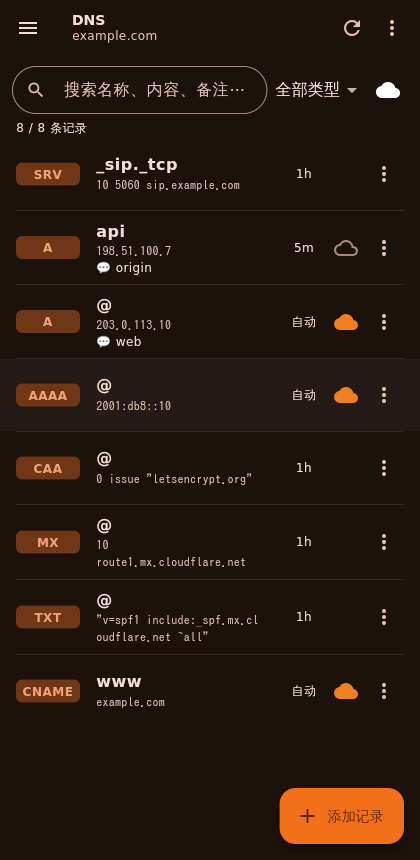 DNS
example.com
搜索名称、内容、备注…
全部类型
8 / 8 条记录
SRV
_sip._tcp
10 5060 sip.example.com
1h
A
api
198.51.100.7
💬 origin
5m
A
@
203.0.113.10
💬 web
自动
AAAA
@
2001:db8::10
自动
CAA
@
0 issue "letsencrypt.org"
1h
MX
@
10
route1.mx.cloudflare.net
1h
TXT
@
"v=spf1 include:_spf.mx.cl
oudflare.net ~all"
1h
CNAME
www
example.com
自动
添加记录